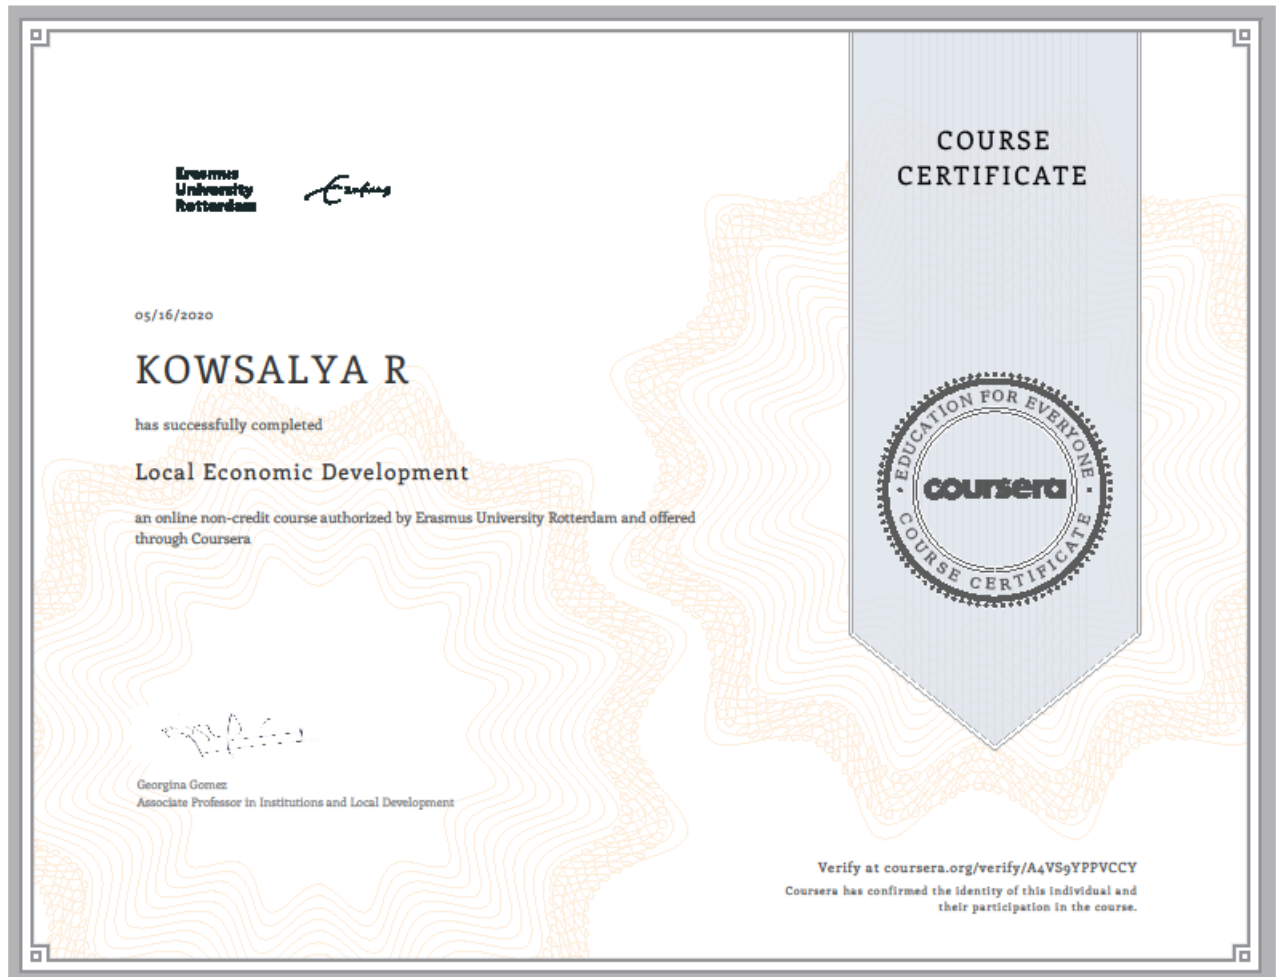 Erasmus
University
Rotterdam
Erasmus
05/16/2020
KOWSALYA R
has successfully completed
Local Economic Development
an online non-credit course authorized by Erasmus University Rotterdam and offered
through Coursera
Georgina Gomez
Associate Professor in Institutions and Local Development
COURSE
CERTIFICATE
EDUCATION FOR EVERYONE
coursera
COURSE CERTIFICATE
Verify at coursera.org/verify/A4VS9YPPVCCY
Coursera has confirmed the identity of this individual and
their participation in the course.